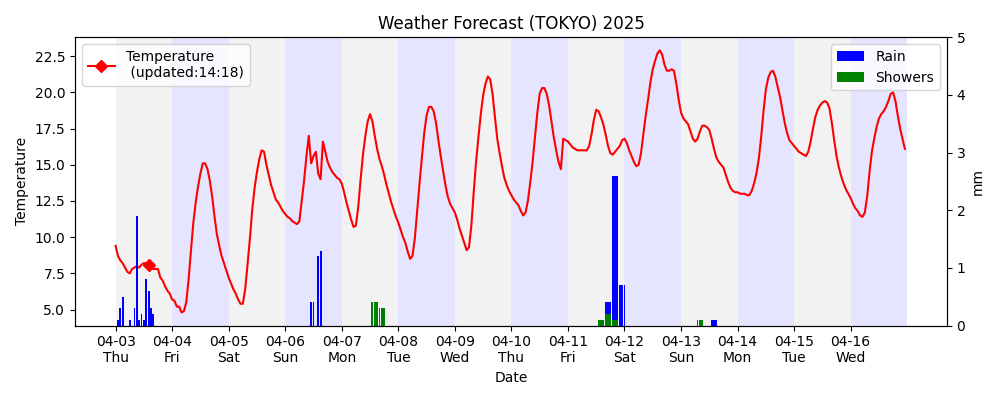 Weather Forecast (TOKYO) 2025
Temperature
(updated:14:18)
Rain
Showers
Temperature
22.5
20.0
17.5
15.0
12.5
10.0
7.5
5.0
5
4
3
2
1
0
mm
04-03 04-04 04-05 04-06 04-07 04-08 04-09 04-10 04-11 04-12 04-13 04-14 04-15 04-16
Thu Fri Sat Sun Mon Tue Wed Thu Fri Sat Sun Mon Tue Wed
Date